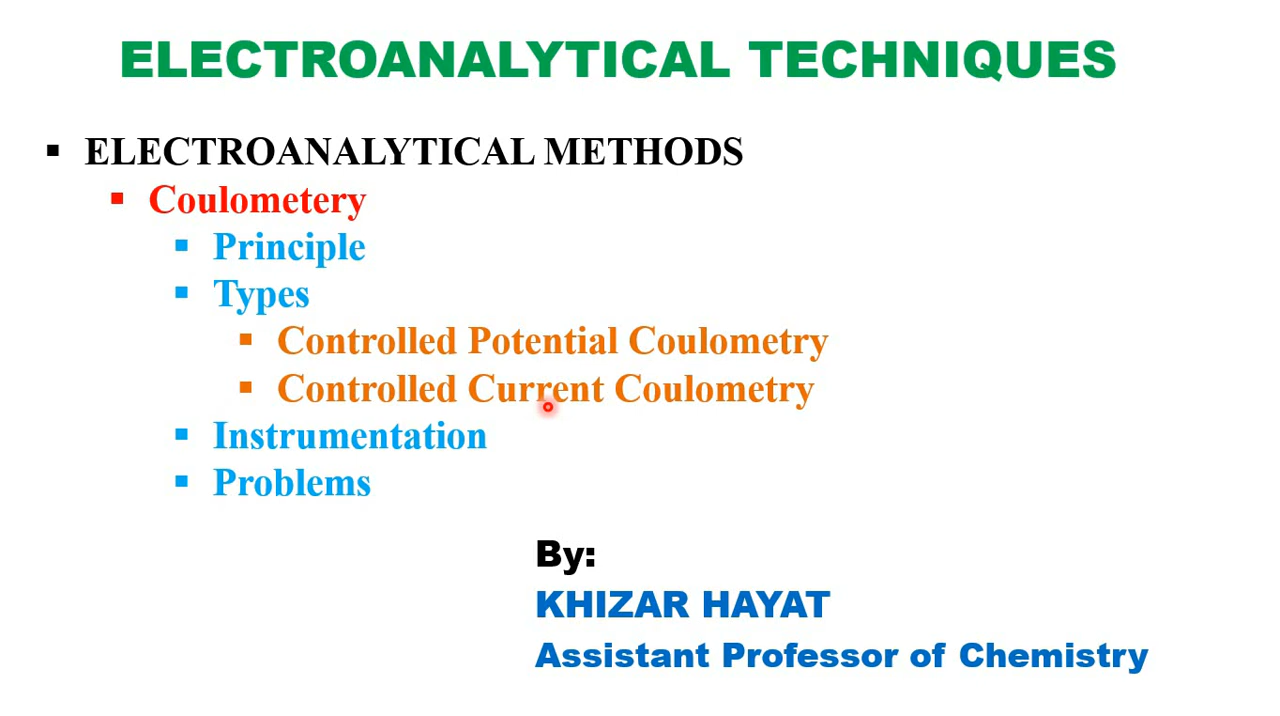 ELECTROANALYTICAL TECHNIQUES
▪ ELECTROANALYTICAL METHODS
▪ Coulometery
▪ Principle
▪ Types
▪ Controlled Potential Coulometry
▪ Controlled Current Coulometry
▪ Instrumentation
▪ Problems
By:
KHIZAR HAYAT
Assistant Professor of Chemistry